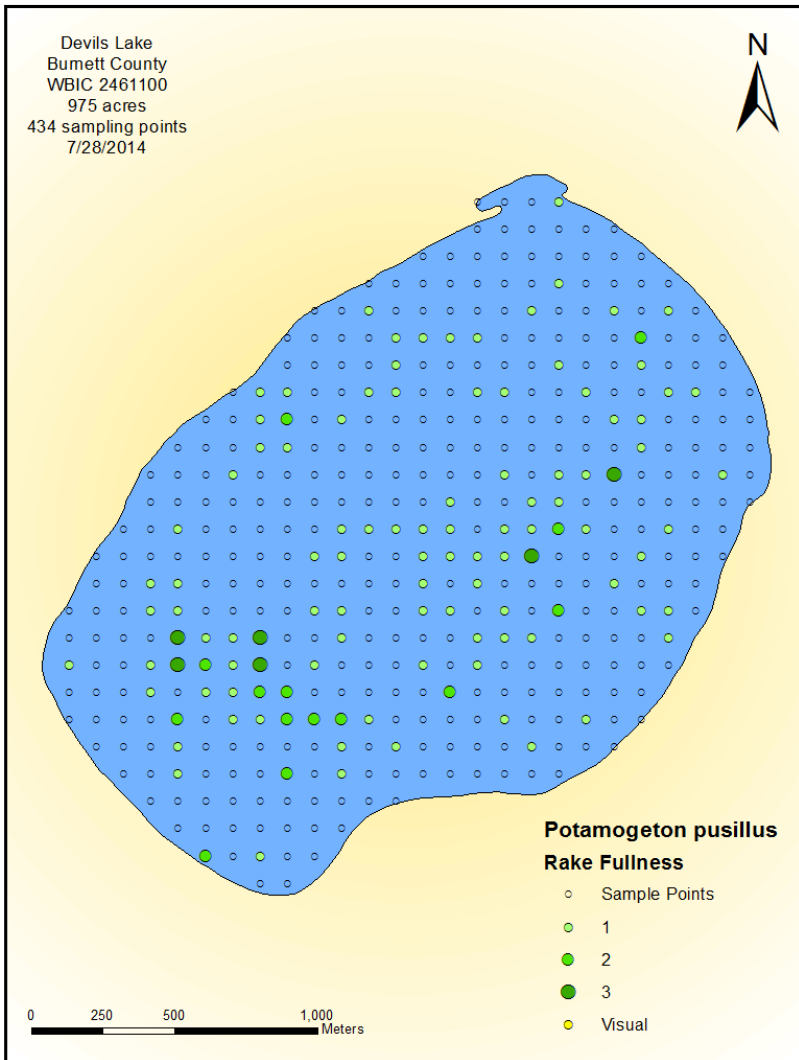 Devils Lake
Burnett County
WBIC 2461100
975 acres
434 sampling points
7/28/2014
N
Potamogeton pusillus
Rake Fullness
Sample Points
1
2
3
Visual
0 250 500 1,000
Meters